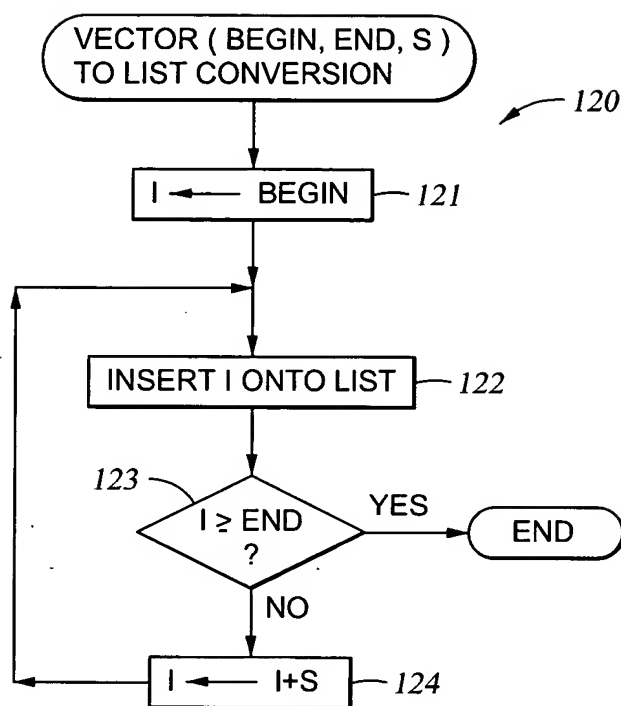 VECTOR ( BEGIN, END, S )
TO LIST CONVERSION
120
I ← BEGIN
121
INSERT I ONTO LIST
122
123
I ≥ END
?
YES
END
NO
I ← I+S
124